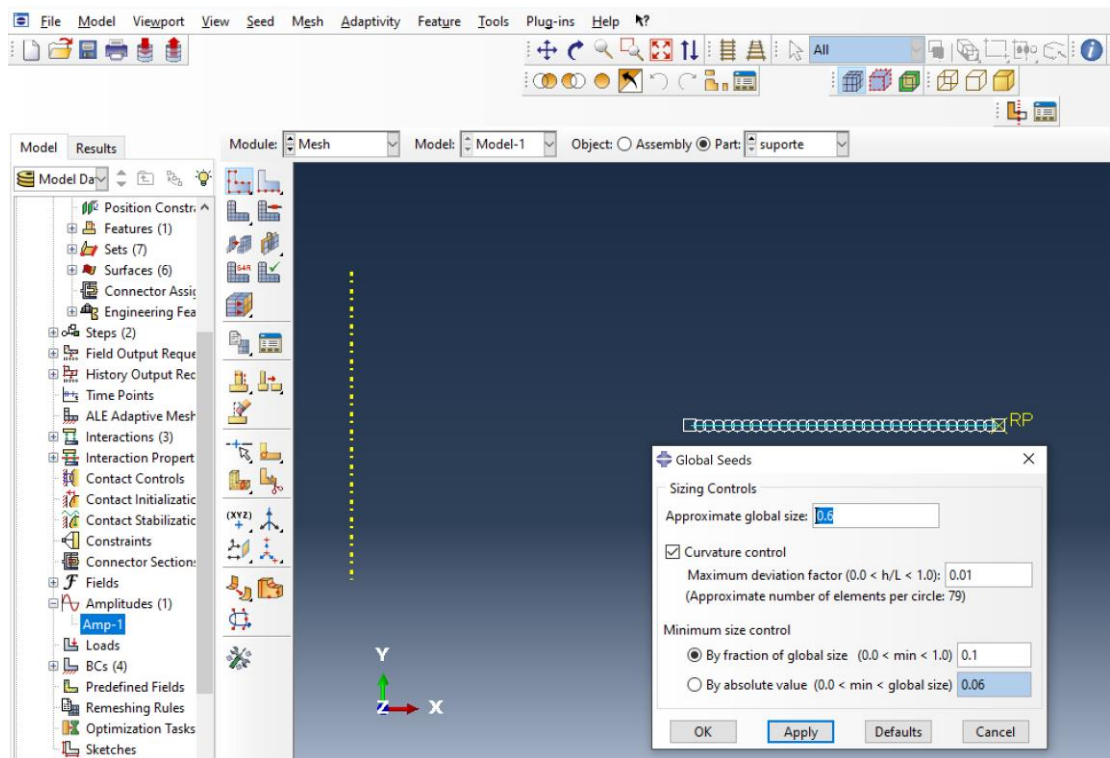 File Model Viewport View Seed Mesh Adaptivity Feature Tools Plug-ins Help
All
Model Results
Module: Mesh Model: Model-1 Object: Assembly Part: suporte
Model Da
Position Constr
Features (1)
Sets (7)
Surfaces (6)
Connector Assig
Engineering Fea
Steps (2)
Field Output Reque
History Output Rec
Time Points
ALE Adaptive Mesh
Interactions (3)
Interaction Propert
Contact Controls
Contact Initializatic
Contact Stabilizatic
Constraints
Connector Sections
Fields
Amplitudes (1)
Amp-1
Loads
BCs (4)
Predefined Fields
Remeshing Rules
Optimization Tasks
Sketches
S4R
(XYZ)
RP
Y
Z
X
Global Seeds
Sizing Controls
Approximate global size: 0.6
Curvature control
Maximum deviation factor (0.0 < h/L < 1.0): 0.01
(Approximate number of elements per circle: 79)
Minimum size control
By fraction of global size (0.0 < min < 1.0) 0.1
By absolute value (0.0 < min < global size) 0.06
OK Apply Defaults Cancel